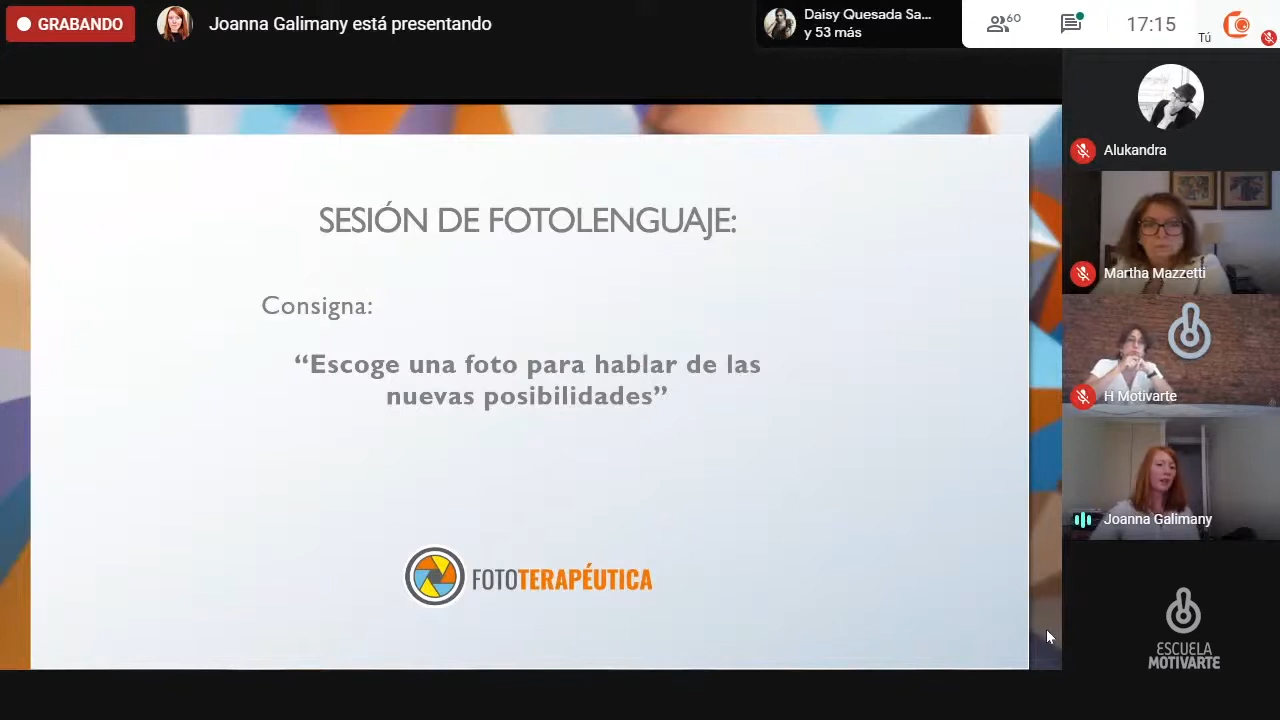 GRABANDO
Joanna Galimany está presentando
Daisy Quesada Sa...
y 53 más
60
17:15
Tú
Alukandra
Martha Mazzetti
H Motivarte
Joanna Galimany
SESIÓN DE FOTOLENGUAJE:
Consigna:
“Escoge una foto para hablar de las
nuevas posibilidades”
FOTOTERAPÉUTICA
ESCUELA
MOTIVARTE